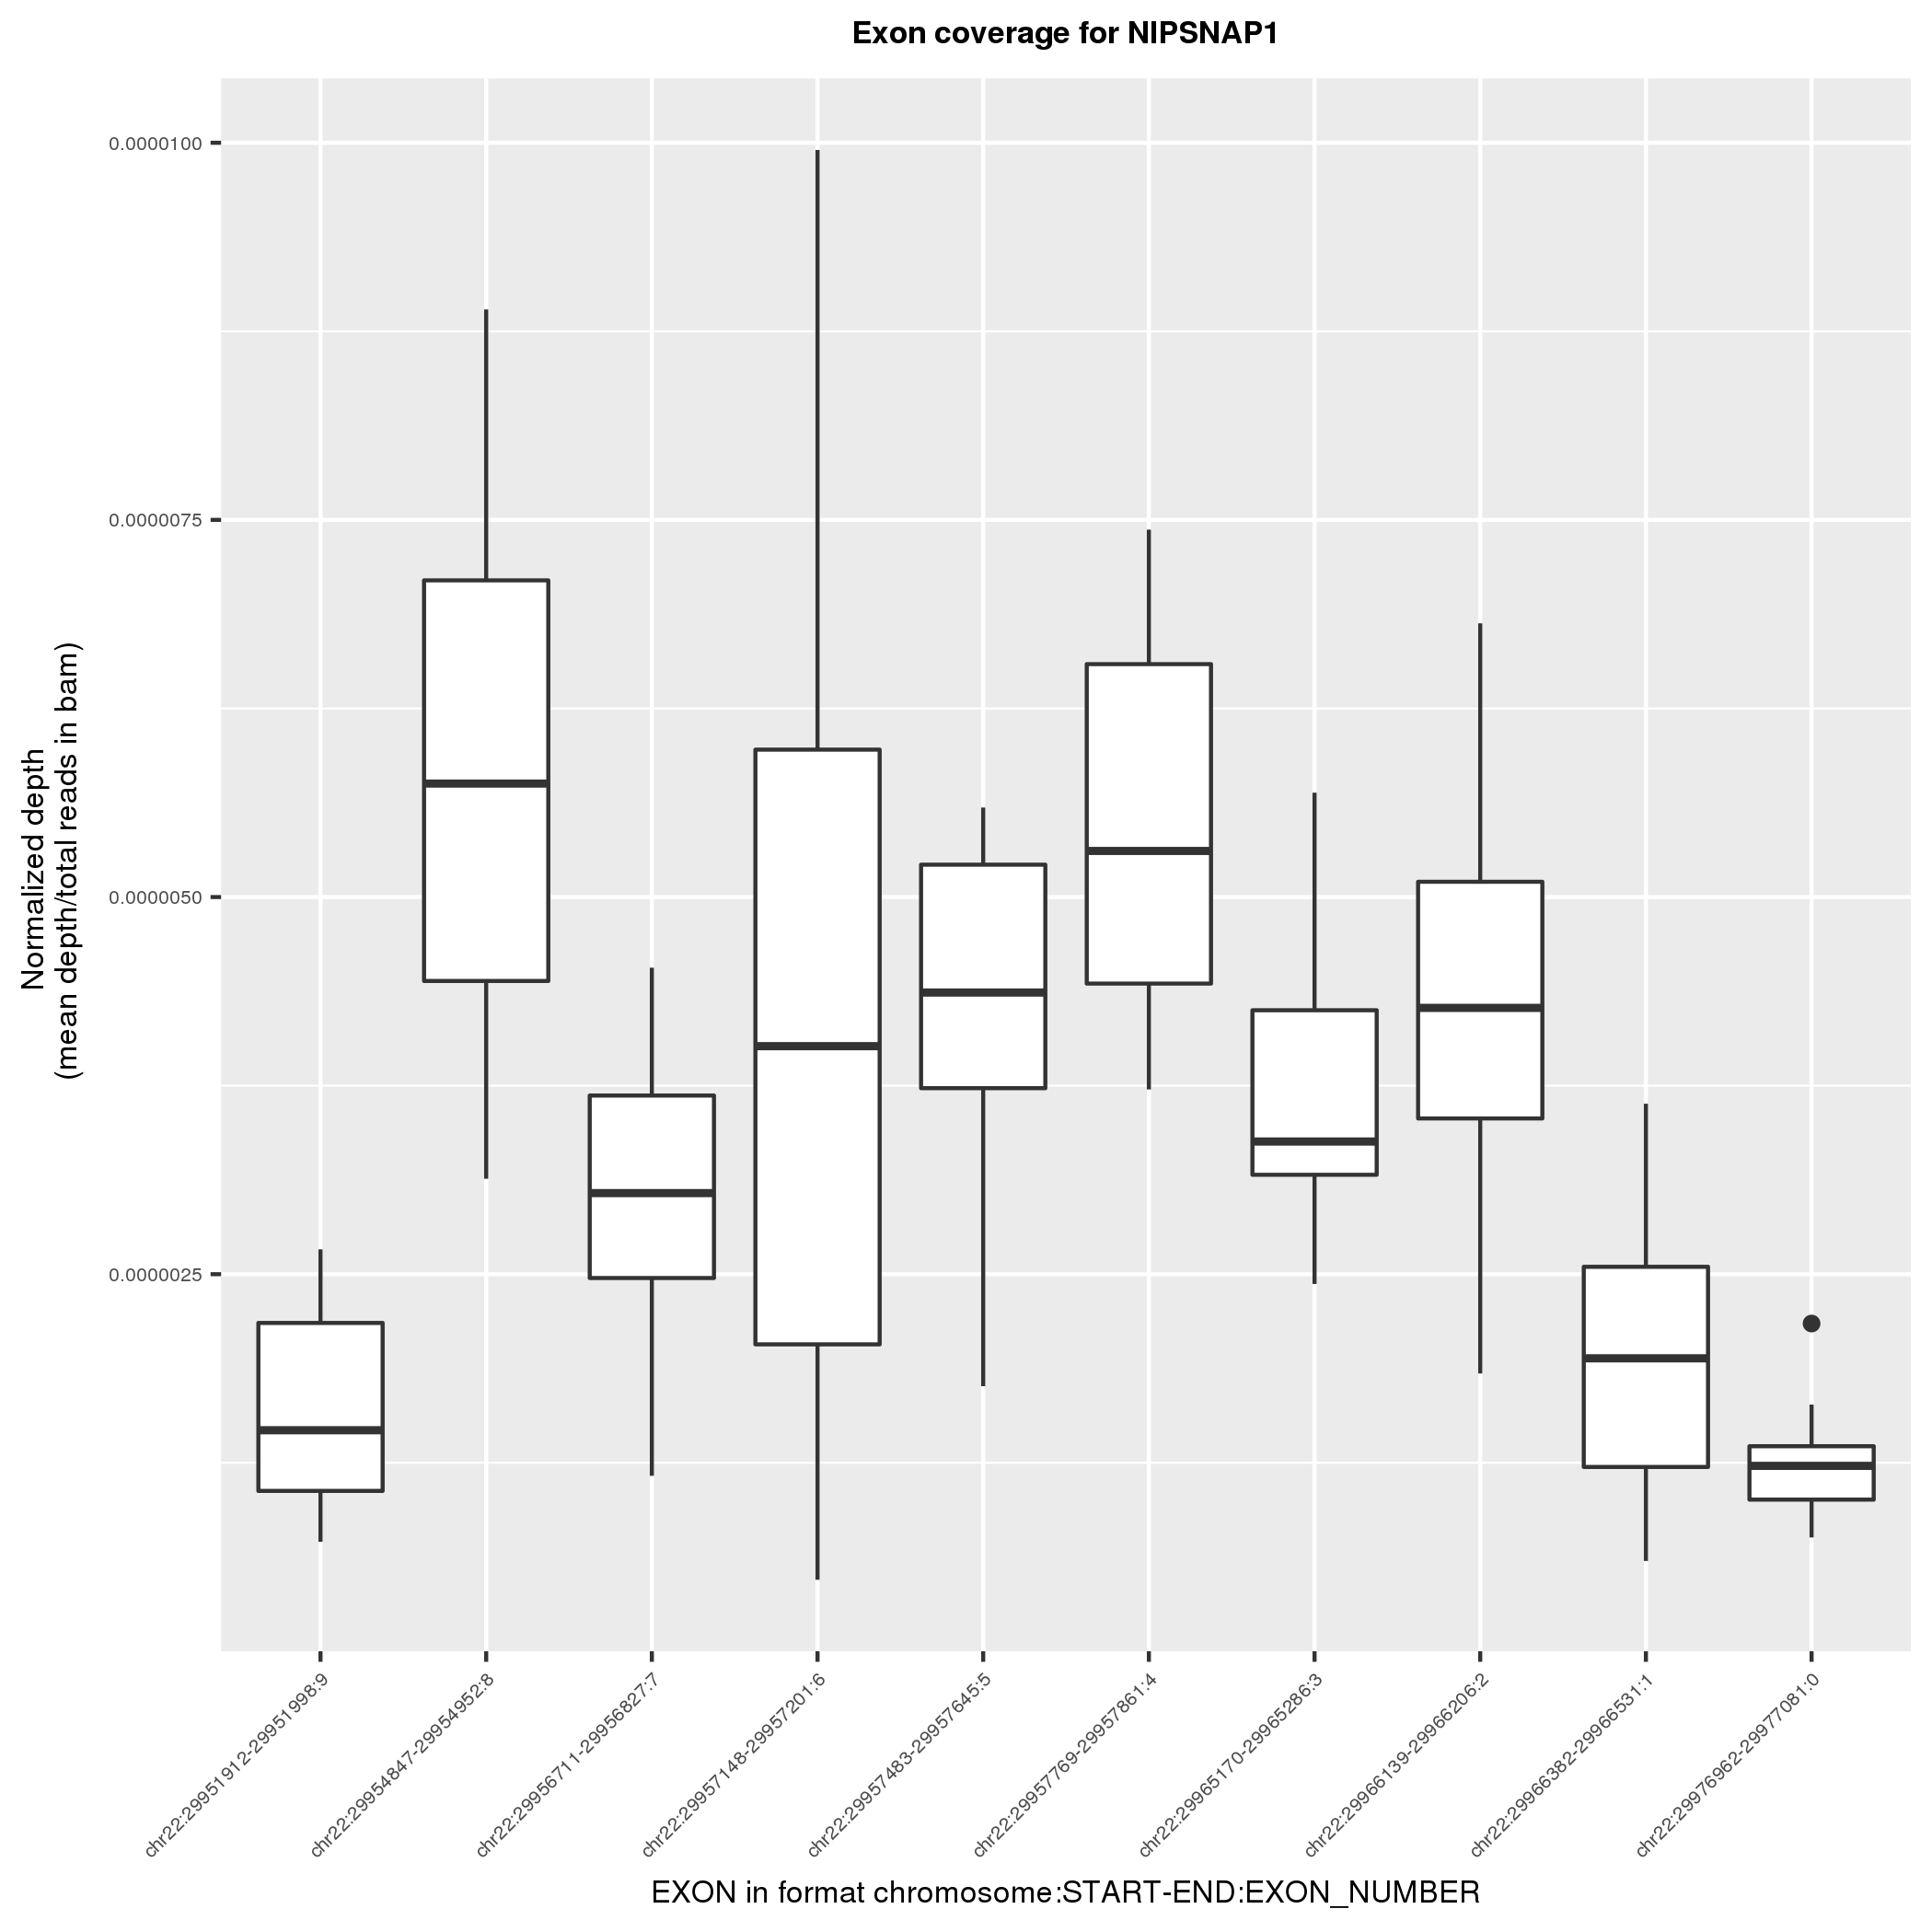 Exon coverage for NIPSNAP1
0.0000100
0.0000075
0.0000050
0.0000025
Normalized depth
(mean depth/total reads in bam)
chr22:29951912-29951998:9
chr22:29954847-29954952:8
chr22:29956711-29956827:7
chr22:29957148-29957201:6
chr22:29957483-29957645:5
chr22:29957769-29957861:4
chr22:29965170-29965286:3
chr22:29966139-29966206:2
chr22:29966382-29966531:1
chr22:29976962-29977081:0
EXON in format chromosome:START-END:EXON_NUMBER